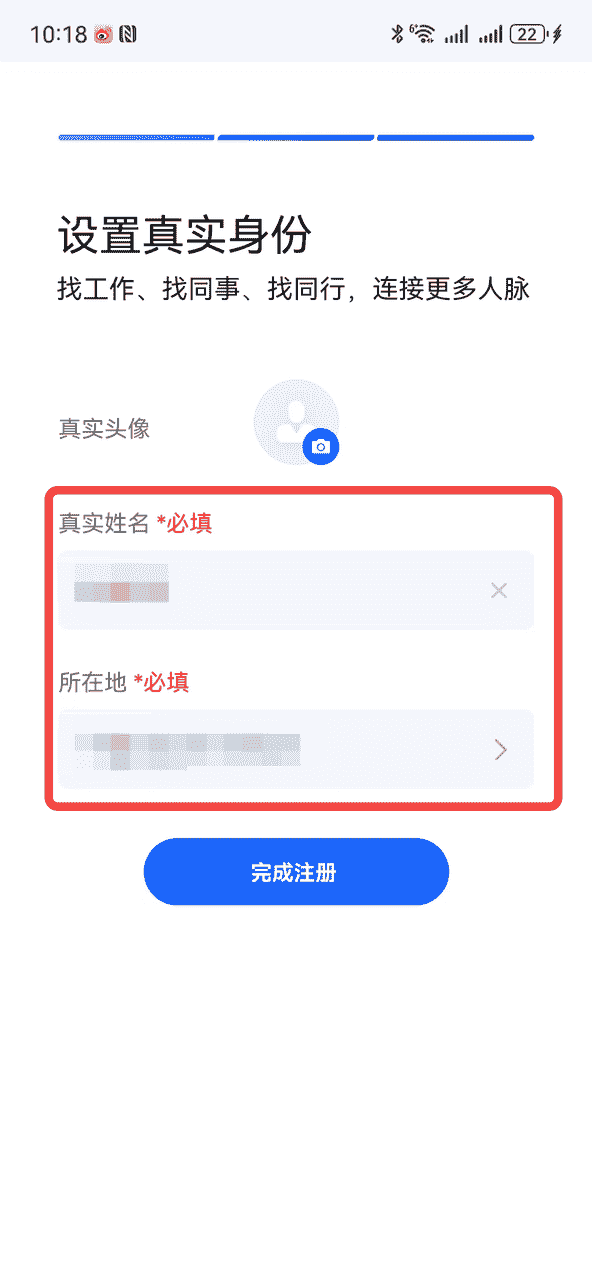 10:18
6
22
设置真实身份
找工作、找同事、找同行，连接更多人脉
真实头像
真实姓名 *必填
所在地 *必填
完成注册